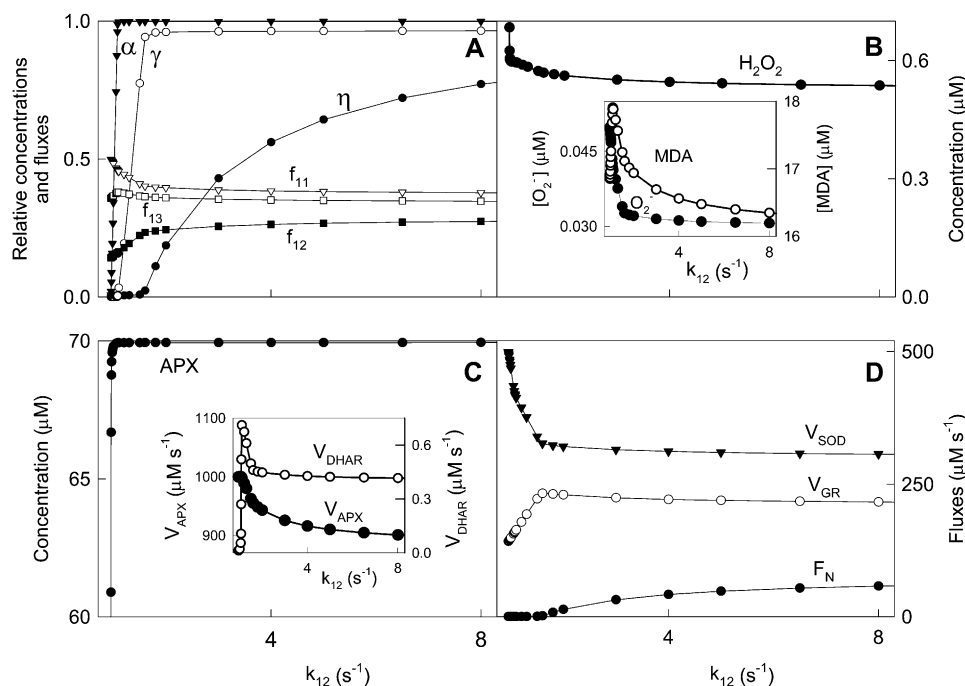 Relative concentrations
and fluxes
1.0
0.5
0.0
α
γ
η
f11
f13
f12
A
B
H2O2
0.6
0.3
0.0
Concentration (μM)
[O2-] (μM)
0.045
0.030
MDA
O2-
18
17
16
[MDA] (μM)
4
8
k12 (s-1)
Concentration (μM)
70
65
60
APX
C
VAPX (μM s-1)
1100
1000
900
VDHAR
VAPX
0.6
0.3
0.0
VDHAR (μM s-1)
4
8
k12 (s-1)
4
8
k12 (s-1)
D
VSOD
VGR
FN
500
250
0
Fluxes (μM s-1)
4
8
k12 (s-1)